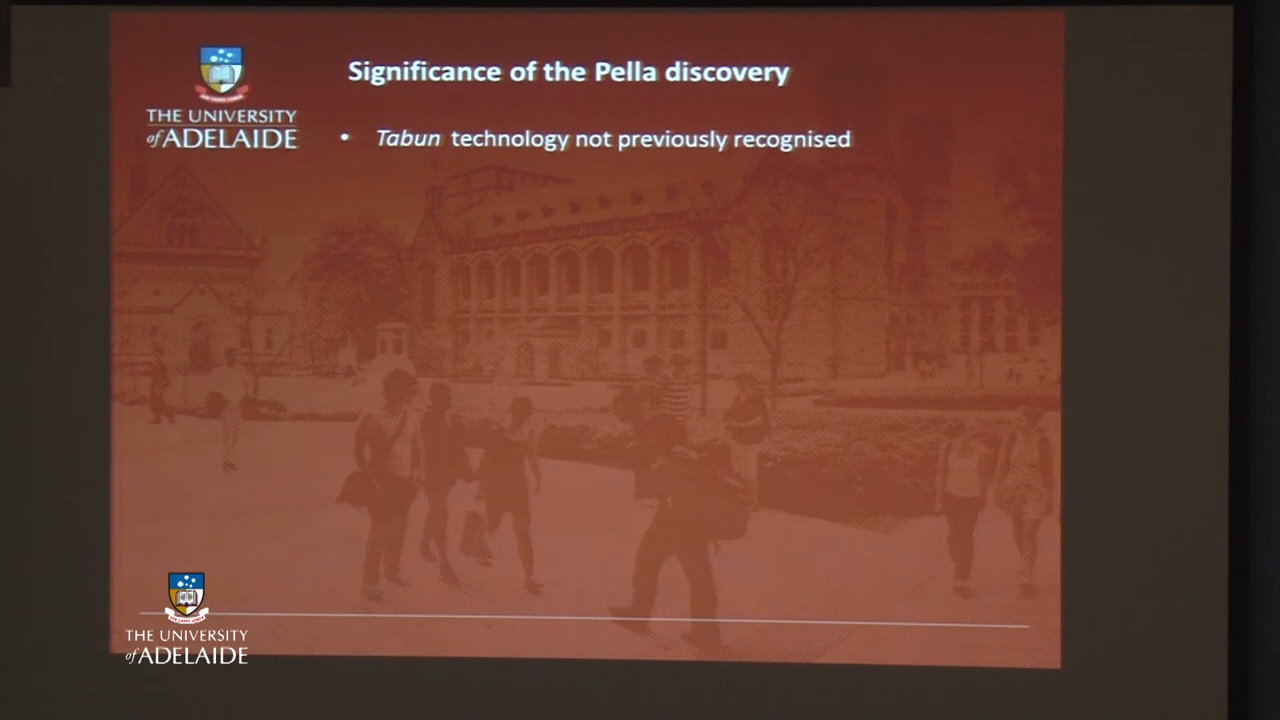 THE UNIVERSITY
of ADELAIDE
Significance of the Pella discovery
• Tabun technology not previously recognised
THE UNIVERSITY
of ADELAIDE